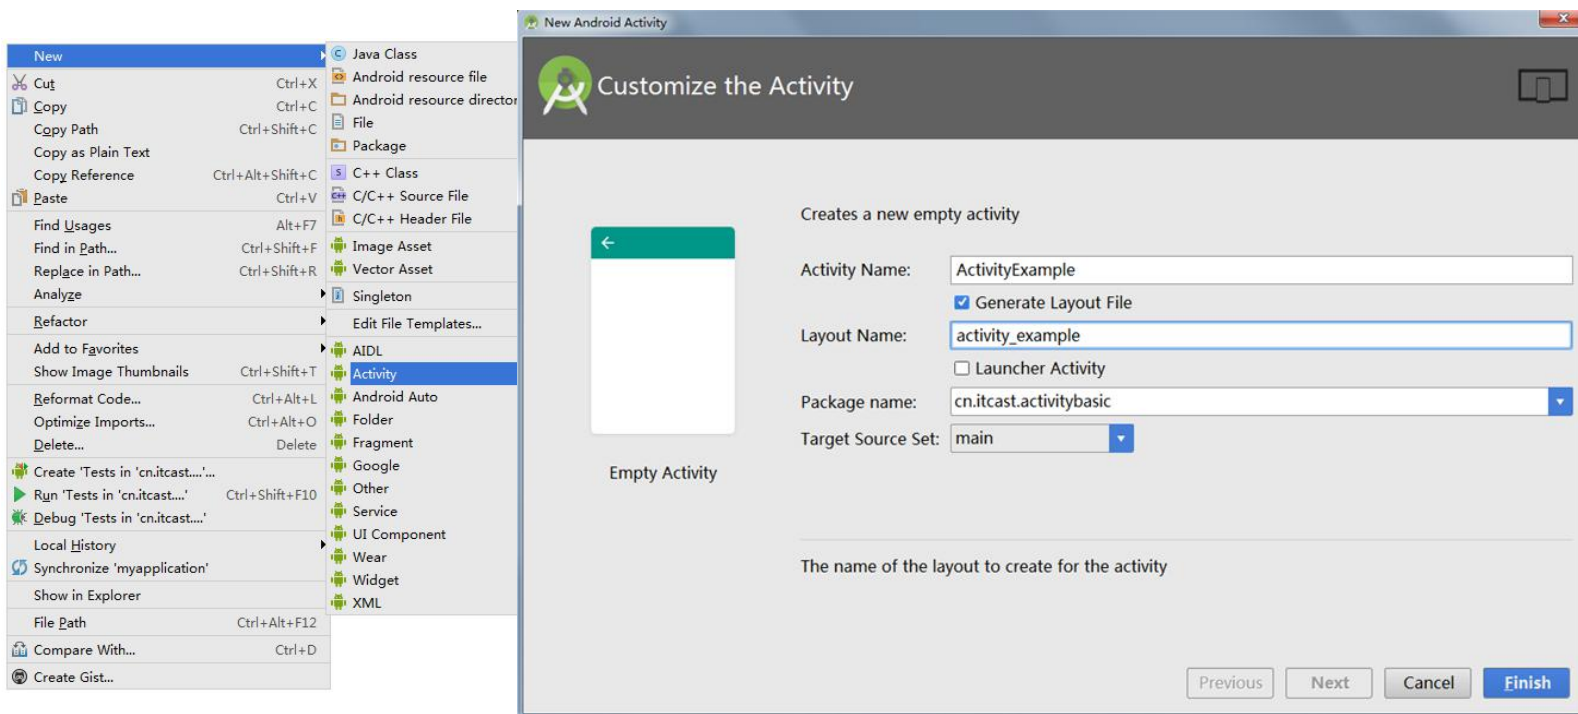 New
Cut Ctrl+X
Copy Ctrl+C
Copy Path Ctrl+Shift+C
Copy as Plain Text
Copy Reference Ctrl+Alt+Shift+C
Paste Ctrl+V
Find Usages Alt+F7
Find in Path... Ctrl+Shift+F
Replace in Path... Ctrl+Shift+R
Analyze
Refactor
Add to Favorites
Show Image Thumbnails Ctrl+Shift+T
Reformat Code... Ctrl+Alt+L
Optimize Imports... Ctrl+Alt+O
Delete... Delete
Create 'Tests in 'cn.itcast....'...
Run 'Tests in 'cn.itcast....' Ctrl+Shift+F10
Debug 'Tests in 'cn.itcast....'
Local History
Synchronize 'myapplication'
Show in Explorer
File Path Ctrl+Alt+F12
Compare With... Ctrl+D
Create Gist...
Java Class
Android resource file
Android resource director
File
Package
C++ Class
C/C++ Source File
C/C++ Header File
Image Asset
Vector Asset
Singleton
Edit File Templates...
AIDL
Activity
Android Auto
Folder
Fragment
Google
Other
Service
UI Component
Wear
Widget
XML
New Android Activity
Customize the Activity
Creates a new empty activity
Activity Name: ActivityExample
Generate Layout File
Layout Name: activity_example
Launcher Activity
Package name: cn.itcast.activitybasic
Target Source Set: main
Empty Activity
The name of the layout to create for the activity
Previous Next Cancel Finish